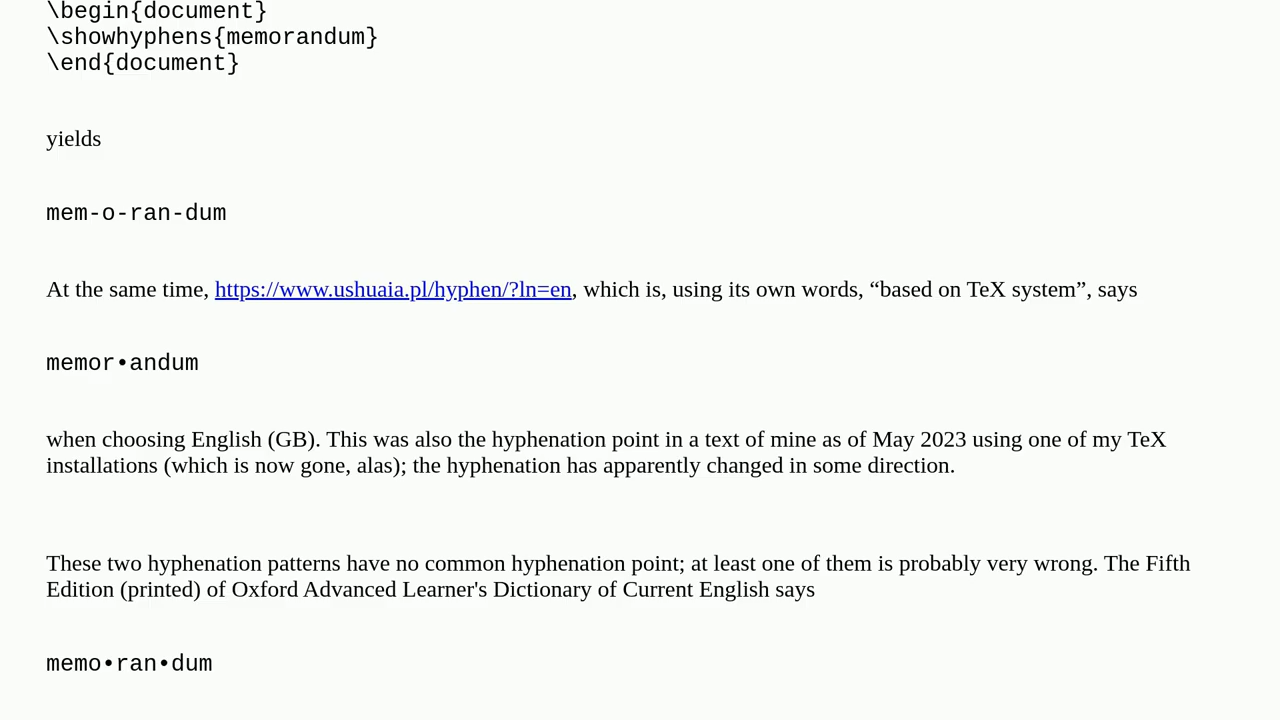 \begin{document}
\showhyphens{memorandum}
\end{document}
yields
mem-o-ran-dum
At the same time, https://www.ushuaia.pl/hyphen/?ln=en, which is, using its own words, “based on TeX system”, says
memor•andum
when choosing English (GB). This was also the hyphenation point in a text of mine as of May 2023 using one of my TeX
installations (which is now gone, alas); the hyphenation has apparently changed in some direction.
These two hyphenation patterns have no common hyphenation point; at least one of them is probably very wrong. The Fifth
Edition (printed) of Oxford Advanced Learner's Dictionary of Current English says
memo•ran•dum